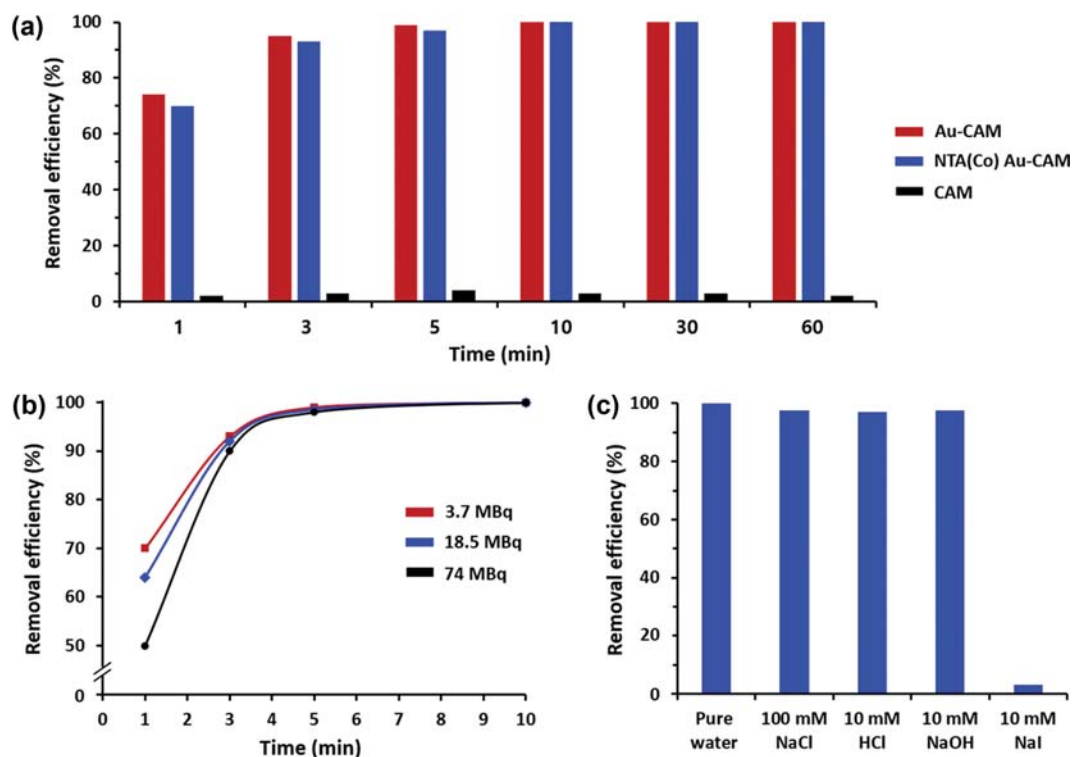 (a)
Removal efficiency (%)
100
80
60
40
20
0
1 3 5 10 30 60
Time (min)
Au-CAM
NTA(Co) Au-CAM
CAM
(b)
Removal efficiency (%)
100
90
80
70
60
50
0
0 1 2 3 4 5 6 7 8 9 10
Time (min)
3.7 MBq
18.5 MBq
74 MBq
(c)
Removal efficiency (%)
100
80
60
40
20
0
Pure 100 mM 10 mM 10 mM 10 mM
water NaCl HCl NaOH NaI